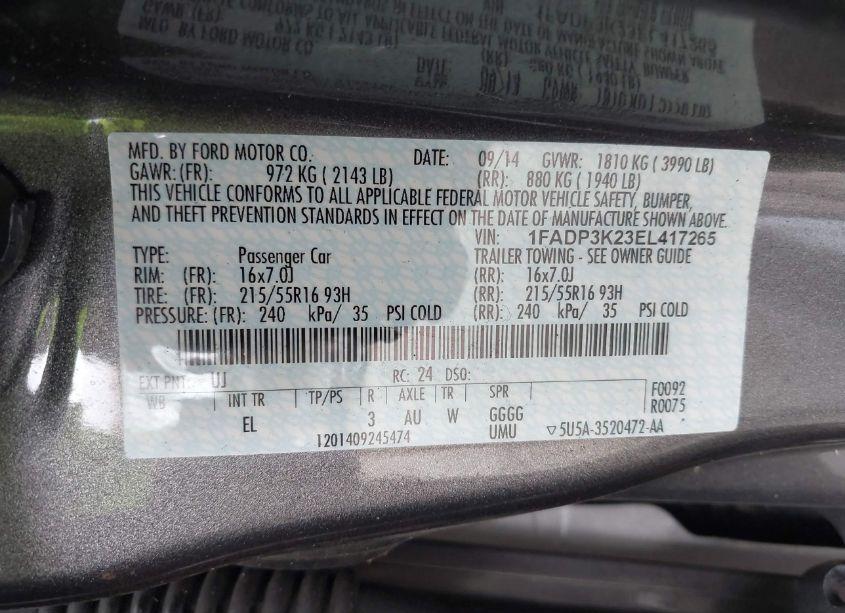 MFD. BY FORD MOTOR CO. DATE: 09/14 GVWR: 1810 KG ( 3990 LB)
GAWR:(FR): 972 KG ( 2143 LB) (RR): 880 KG ( 1940 LB)
THIS VEHICLE CONFORMS TO ALL APPLICABLE FEDERAL MOTOR VEHICLE SAFETY, BUMPER,
AND THEFT PREVENTION STANDARDS IN EFFECT ON THE DATE OF MANUFACTURE SHOWN ABOVE.
VIN: 1FADP3K23EL417265
TYPE: Passenger Car TRAILER TOWING - SEE OWNER GUIDE
RIM: (FR): 16x7.0J (RR): 16x7.0J
TIRE: (FR): 215/55R16 93H (RR): 215/55R16 93H
PRESSURE: (FR): 240 kPa/ 35 PSI COLD (RR): 240 kPa/ 35 PSI COLD
EXT PNT: UJ RC: 24 DSO:
WB INT TR TP/PS R AXLE TR SPR F0092
EL 3 AU W GGGG R0075
1201409245474 UMU ▽5U5A-3520472-AA